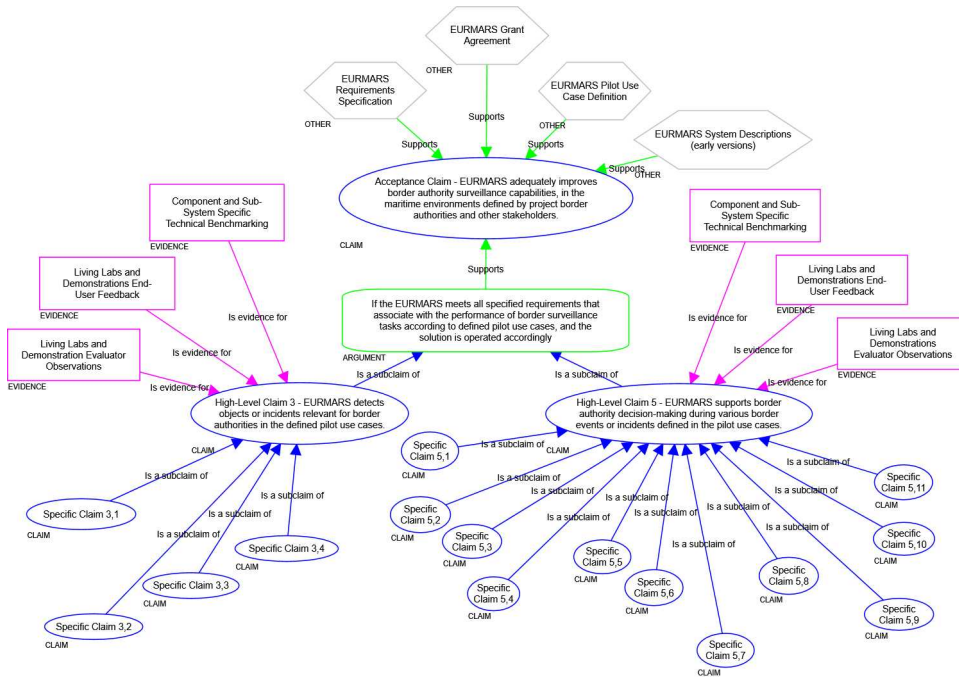 EURMARS Grant
Agreement
OTHER
EURMARS
Requirements
Specification
OTHER
EURMARS Pilot Use
Case Definition
OTHER
EURMARS System Descriptions
(early versions)
OTHER
Supports
Supports
Supports
Supports
Acceptance Claim - EURMARS adequately improves
border authority surveillance capabilities, in the
maritime environments defined by project border
authorities and other stakeholders.
CLAIM
Supports
Component and Sub-
System Specific
Technical Benchmarking
EVIDENCE
Living Labs and
Demonstrations End-
User Feedback
EVIDENCE
Living Labs and
Demonstration Evaluator
Observations
EVIDENCE
Is evidence for
Is evidence for
Is evidence for
Component and Sub-
System Specific
Technical Benchmarking
EVIDENCE
Living Labs and
Demonstrations End-
User Feedback
EVIDENCE
Living Labs and
Demonstrations
Evaluator Observations
EVIDENCE
Is evidence for
Is evidence for
Is evidence for
If the EURMARS meets all specified requirements that
associate with the performance of border surveillance
tasks according to defined pilot use cases, and the
solution is operated accordingly
ARGUMENT
Is a subclaim of
Is a subclaim of
High-Level Claim 3 - EURMARS detects
objects or incidents relevant for border
authorities in the defined pilot use cases.
CLAIM
High-Level Claim 5 - EURMARS supports border
authority decision-making during various border
events or incidents defined in the pilot use cases.
CLAIM
Is a subclaim of
Is a subclaim of
Is a subclaim of
Is a subclaim of
Specific Claim 3,1
CLAIM
Specific Claim 3,2
CLAIM
Specific Claim 3,3
CLAIM
Specific Claim 3,4
CLAIM
Is a subclaim of
Is a subclaim of
Is a subclaim of
Is a subclaim of
Is a subclaim of
Is a subclaim of
Is a subclaim of
Is a subclaim of
Is a subclaim of
Is a subclaim of
Is a subclaim of
Specific
Claim 5,1
CLAIM
Specific
Claim 5,2
CLAIM
Specific
Claim 5,3
CLAIM
Specific
Claim 5,4
CLAIM
Specific
Claim 5,5
CLAIM
Specific
Claim 5,6
CLAIM
Specific
Claim 5,7
CLAIM
Specific
Claim 5,8
CLAIM
Specific
Claim 5,9
CLAIM
Specific
Claim 5,10
CLAIM
Specific
Claim 5,11
CLAIM